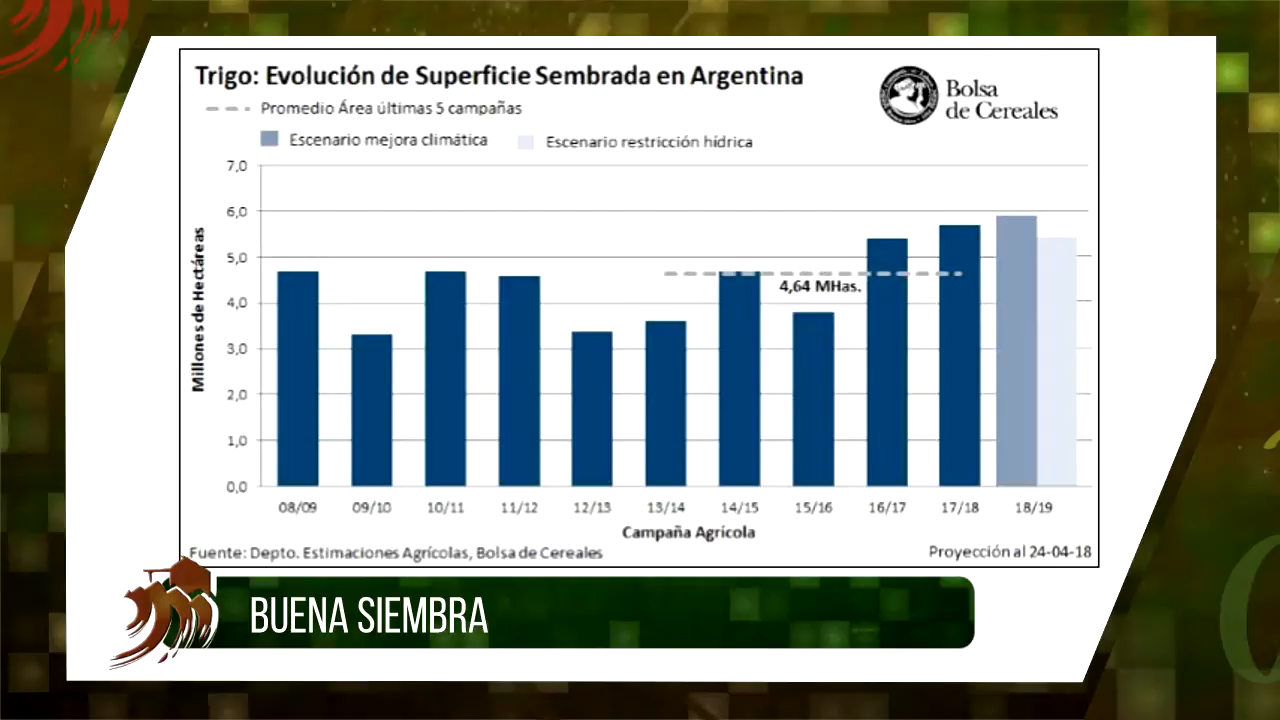 Trigo: Evolución de Superficie Sembrada en Argentina
Bolsa
de Cereales
Promedio Área últimas 5 campañas
Escenario mejora climática
Escenario restricción hídrica
7,0
6,0
5,0
4,0
3,0
2,0
1,0
0,0
Millones de Hectáreas
4,64 MHas.
08/09 09/10 10/11 11/12 12/13 13/14 14/15 15/16 16/17 17/18 18/19
Campaña Agrícola
Fuente: Depto. Estimaciones Agrícolas, Bolsa de Cereales
Proyección al 24-04-18
BUENA SIEMBRA